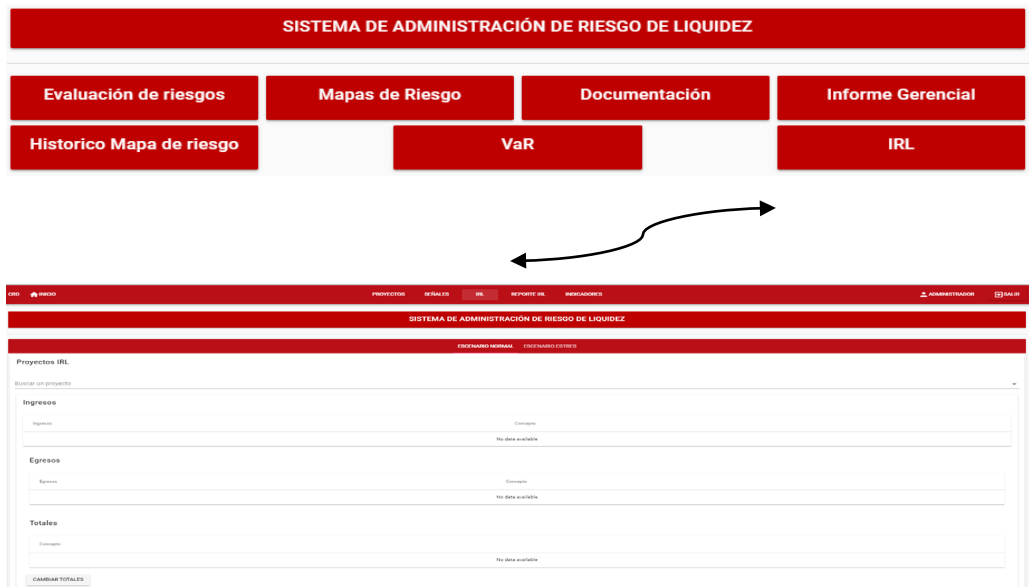 SISTEMA DE ADMINISTRACIÓN DE RIESGO DE LIQUIDEZ
Evaluación de riesgos Mapas de Riesgo Documentación Informe Gerencial
Historico Mapa de riesgo VaR IRL
CRO INICIO PROYECTOS SEÑALES IRL REPORTE IRL INDICADORES ADMINISTRADOR SALIR
SISTEMA DE ADMINISTRACIÓN DE RIESGO DE LIQUIDEZ
ESCENARIO NORMAL ESCENARIO ESTRES
Proyectos IRL
Buscar un proyecto
Ingresos
Ingresos Concepto
No data available
Egresos
Egresos Concepto
No data available
Totales
Concepto
No data available
CAMBIAR TOTALES